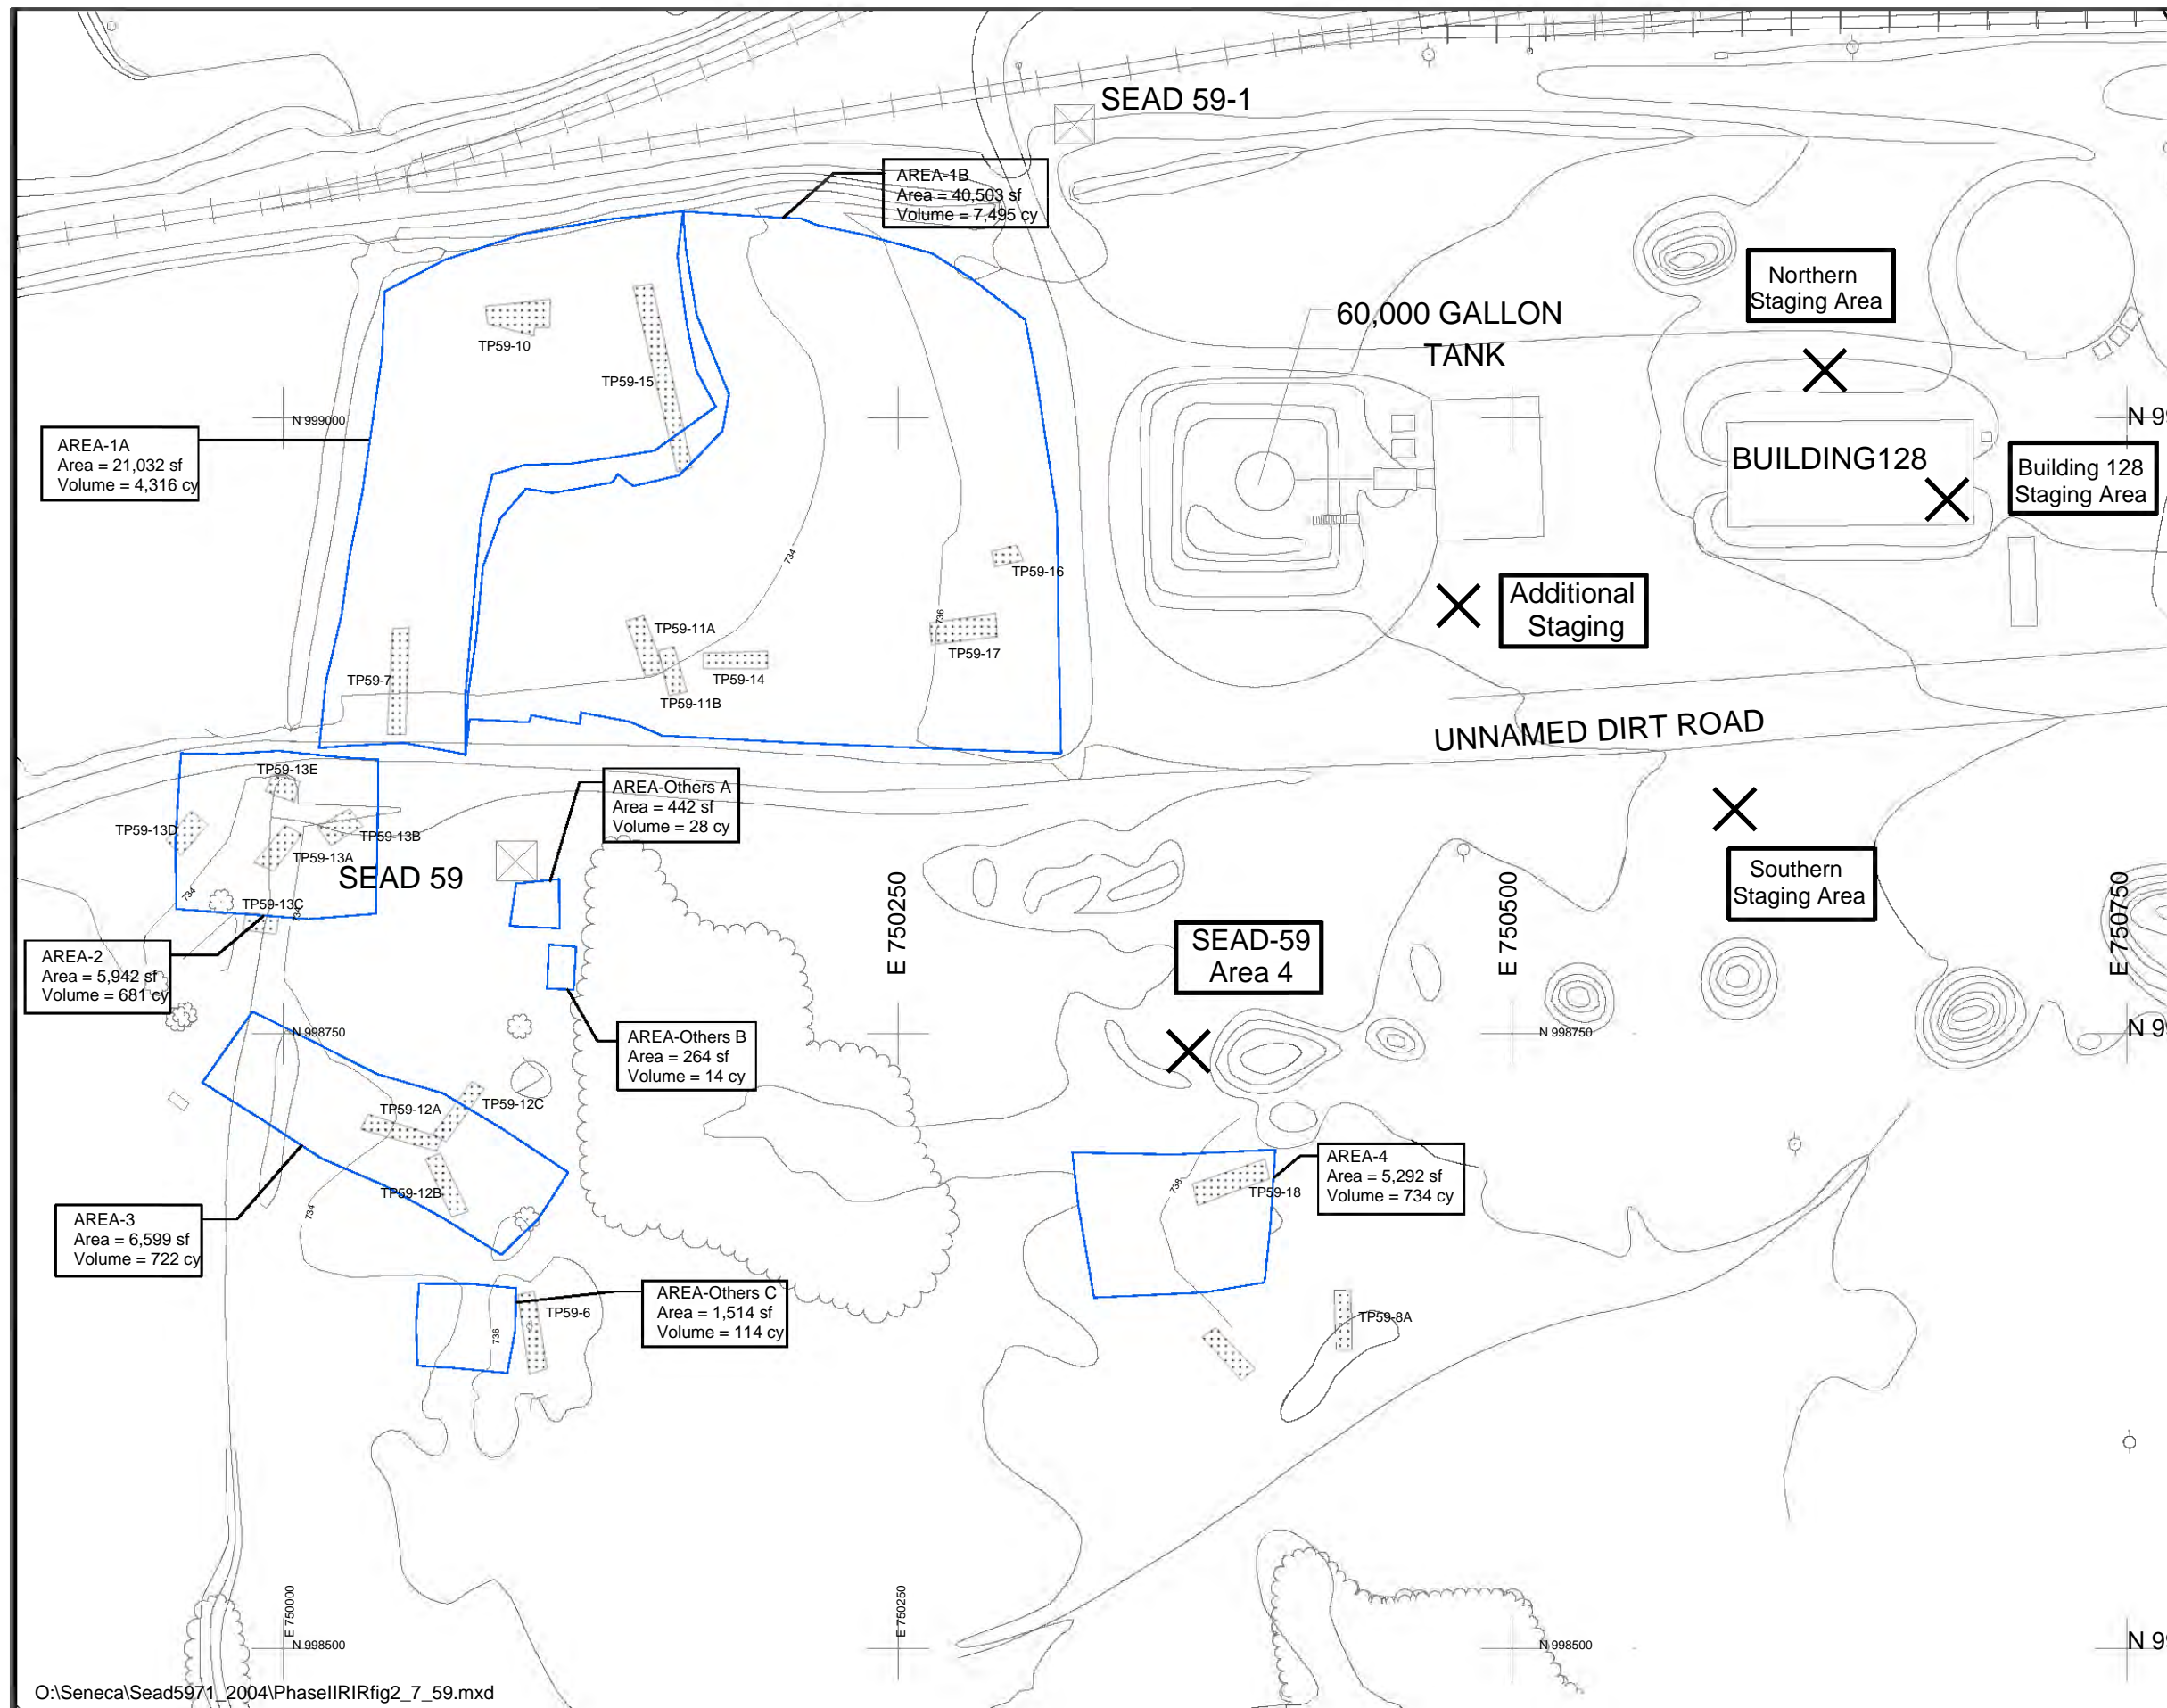 SEAD 59-1
AREA-1B
Area = 40,503 sf
Volume = 7,495 cy
Northern
Staging Area
60,000 GALLON
TANK
TP59-10
TP59-15
N 999000
AREA-1A
Area = 21,032 sf
Volume = 4,316 cy
BUILDING128
Building 128
Staging Area
N 99
734
TP59-16
736
Additional
Staging
TP59-11A
TP59-17
TP59-7
TP59-14
TP59-11B
UNNAMED DIRT ROAD
TP59-13E
AREA-Others A
Area = 442 sf
Volume = 28 cy
TP59-13D
TP59-13B
TP59-13A
SEAD 59
734
TP59-13C
734
Southern
Staging Area
E 750250
E 750500
E 750750
SEAD-59
Area 4
AREA-2
Area = 5,942 sf
Volume = 681 cy
N 998750
AREA-Others B
Area = 264 sf
Volume = 14 cy
N 998750
N 99
TP59-12A
TP59-12C
TP59-12B
AREA-4
Area = 5,292 sf
Volume = 734 cy
738
TP59-18
AREA-3
Area = 6,599 sf
Volume = 722 cy
734
AREA-Others C
Area = 1,514 sf
Volume = 114 cy
TP59-6
736
TP59-8A
E 750000
E 750250
N 998500
N 998500
N 99
O:\Seneca\Sead5971_2004\PhaseIIRIRfig2_7_59.mxd